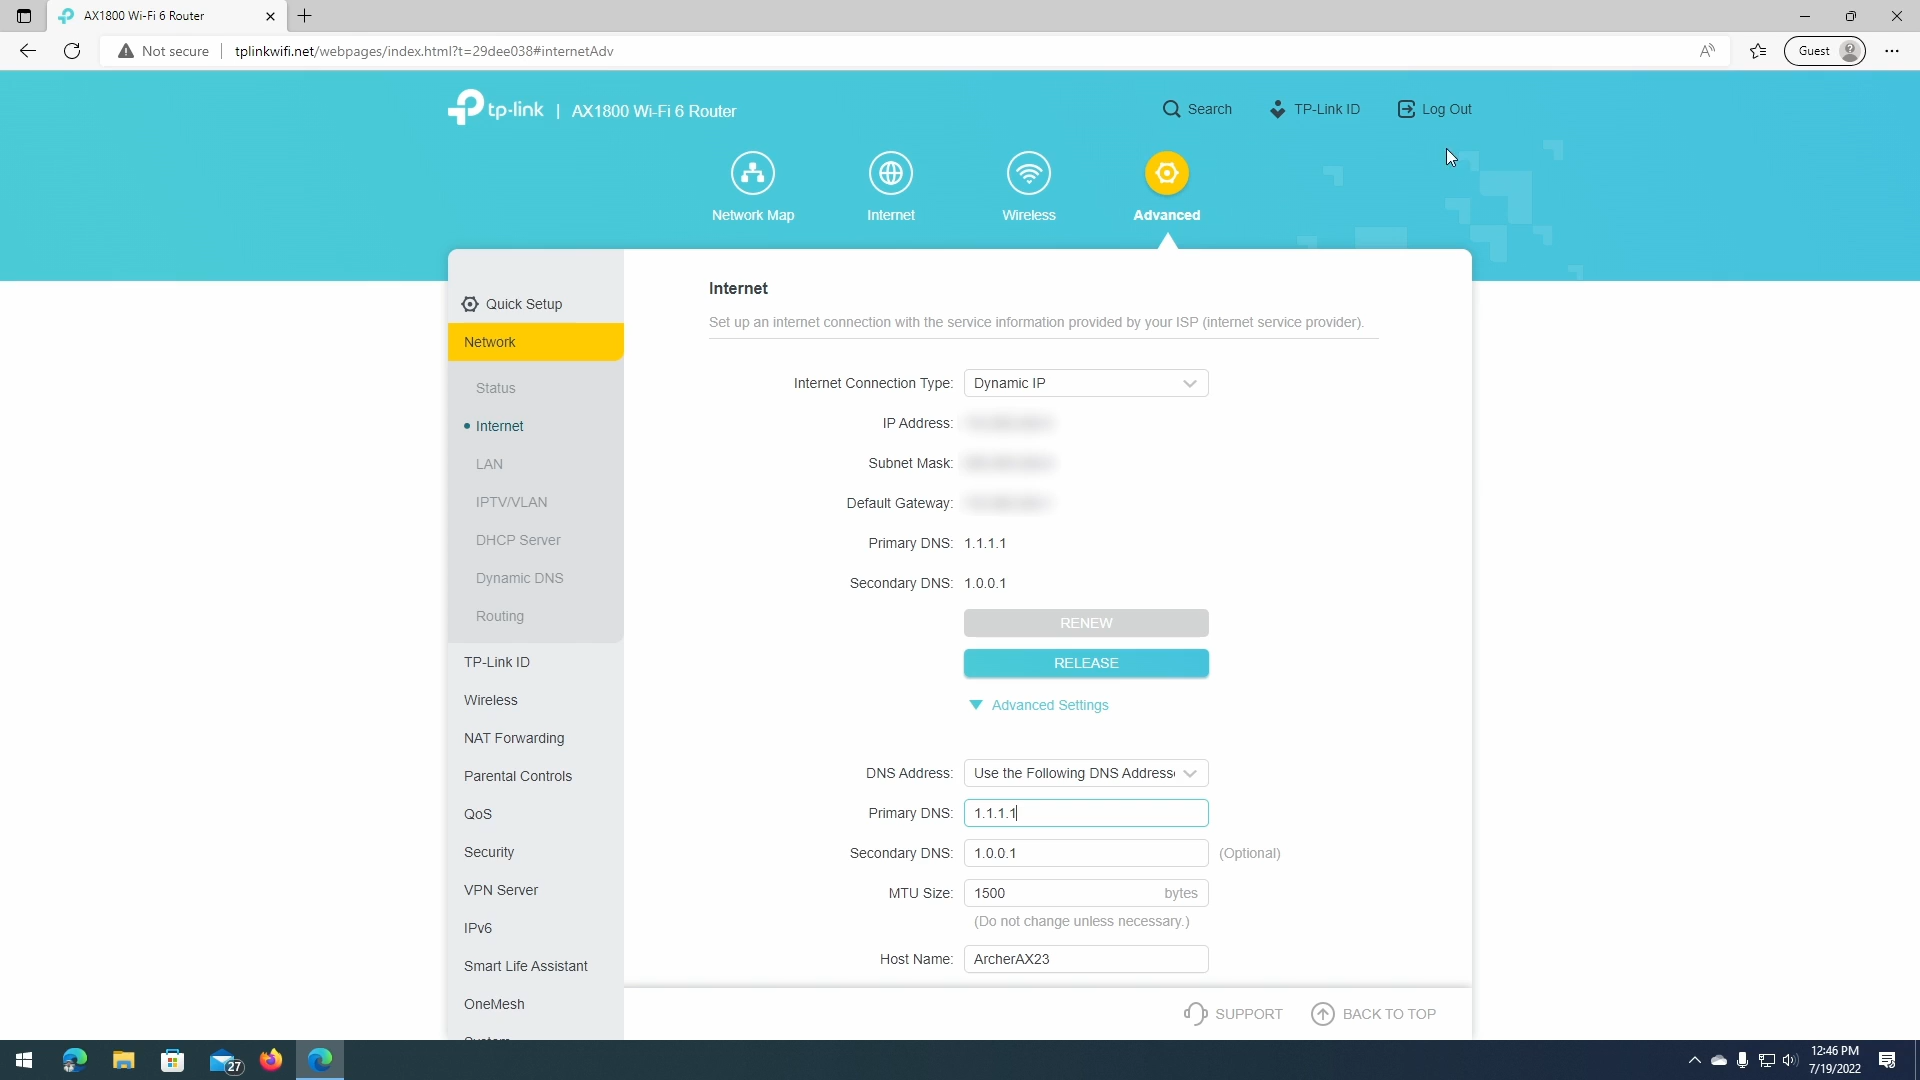 AX1800 Wi-Fi 6 Router
Not secure
tplinkwifi.net/webpages/index.html?t=29dee038#internetAdv
Guest
tp-link | AX1800 Wi-Fi 6 Router
Search
TP-Link ID
Log Out
Network Map
Internet
Wireless
Advanced
Quick Setup
Network
Status
Internet
LAN
IPTV/VLAN
DHCP Server
Dynamic DNS
Routing
TP-Link ID
Wireless
NAT Forwarding
Parental Controls
QoS
Security
VPN Server
IPv6
Smart Life Assistant
OneMesh
Internet
Set up an internet connection with the service information provided by your ISP (internet service provider).
Internet Connection Type: Dynamic IP
IP Address:
Subnet Mask:
Default Gateway:
Primary DNS: 1.1.1.1
Secondary DNS: 1.0.0.1
RENEW
RELEASE
Advanced Settings
DNS Address: Use the Following DNS Addresse
Primary DNS: 1.1.1.1
Secondary DNS: 1.0.0.1 (Optional)
MTU Size: 1500 bytes
(Do not change unless necessary.)
Host Name: ArcherAX23
SUPPORT
BACK TO TOP
27
12:46 PM
7/19/2022